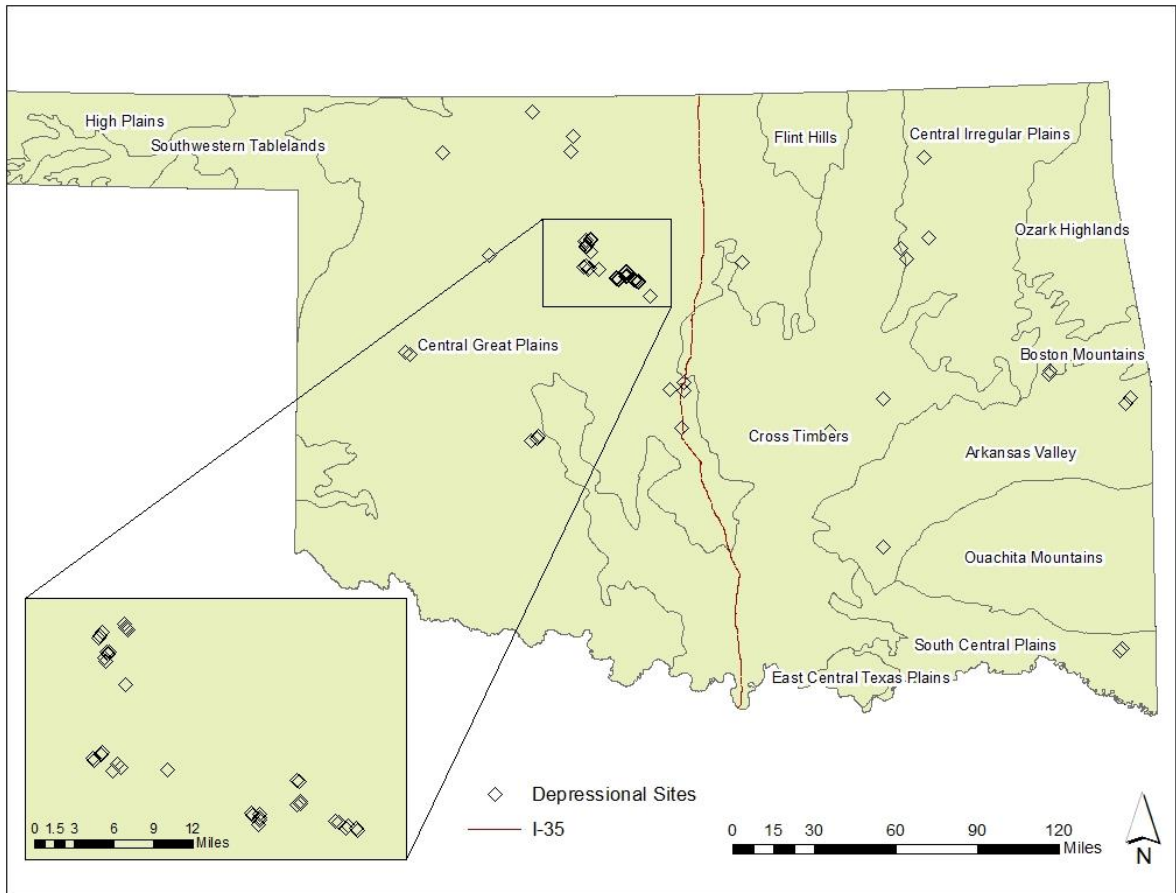 High Plains
Southwestern Tablelands
Flint Hills
Central Irregular Plains
Ozark Highlands
Central Great Plains
Boston Mountains
Cross Timbers
Arkansas Valley
Ouachita Mountains
South Central Plains
East Central Texas Plains
0 1.5 3 6 9 12
Miles
Depressional Sites
I-35
0 15 30 60 90 120
Miles
N